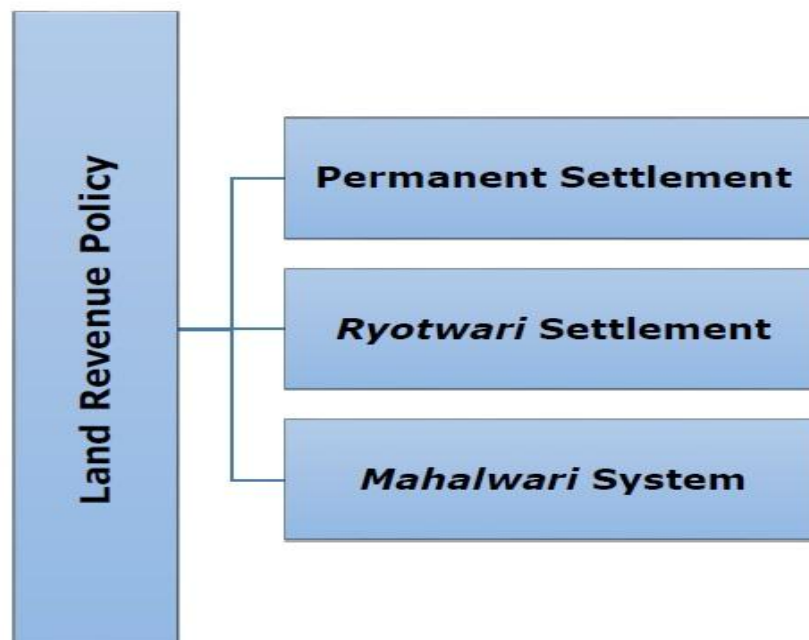 Land Revenue Policy
Permanent Settlement
Ryotwari Settlement
Mahalwari System